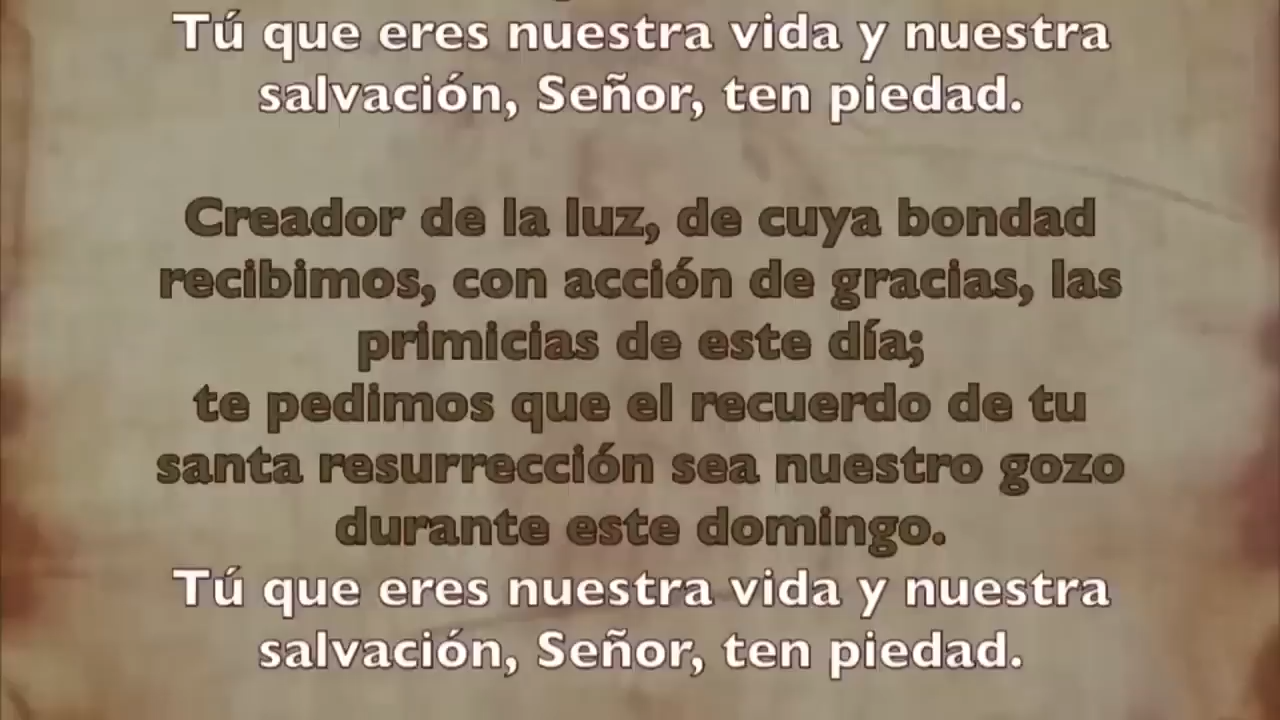 Tú que eres nuestra vida y nuestra
salvación, Señor, ten piedad.
Creador de la luz, de cuya bondad
recibimos, con acción de gracias, las
primicias de este día;
te pedimos que el recuerdo de tu
santa resurrección sea nuestro gozo
durante este domingo.
Tú que eres nuestra vida y nuestra
salvación, Señor, ten piedad.